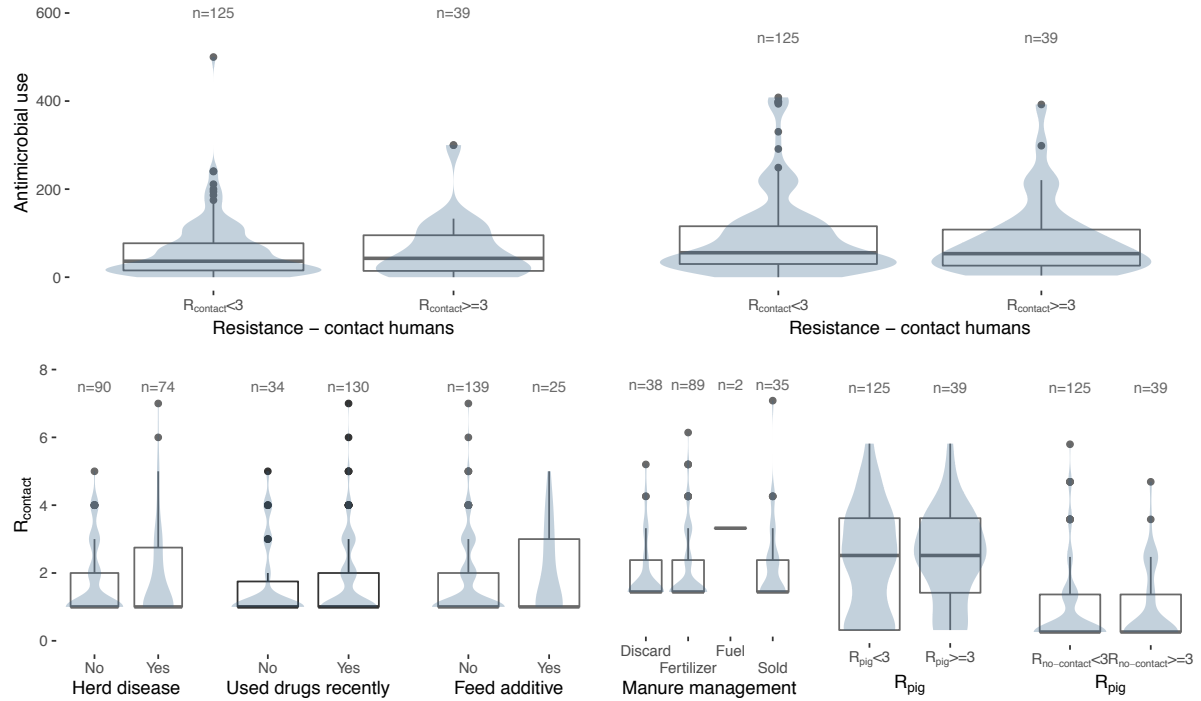 600
n=125
n=39
n=125
n=39
Antimicrobial use
400
200
0
Rcontact<3
Rcontact>=3
Rcontact<3
Rcontact>=3
Resistance − contact humans
Resistance − contact humans
8
n=90
n=74
n=34
n=130
n=139
n=25
n=38
n=89
n=2
n=35
n=125
n=39
n=125
n=39
6
Rcontact
4
2
0
No
Yes
No
Yes
No
Yes
Discard
Fertilizer
Fuel
Sold
Rpig<3
Rpig>=3
Rno−contact<3
Rno−contact>=3
Herd disease
Used drugs recently
Feed additive
Manure management
Rpig
Rpig